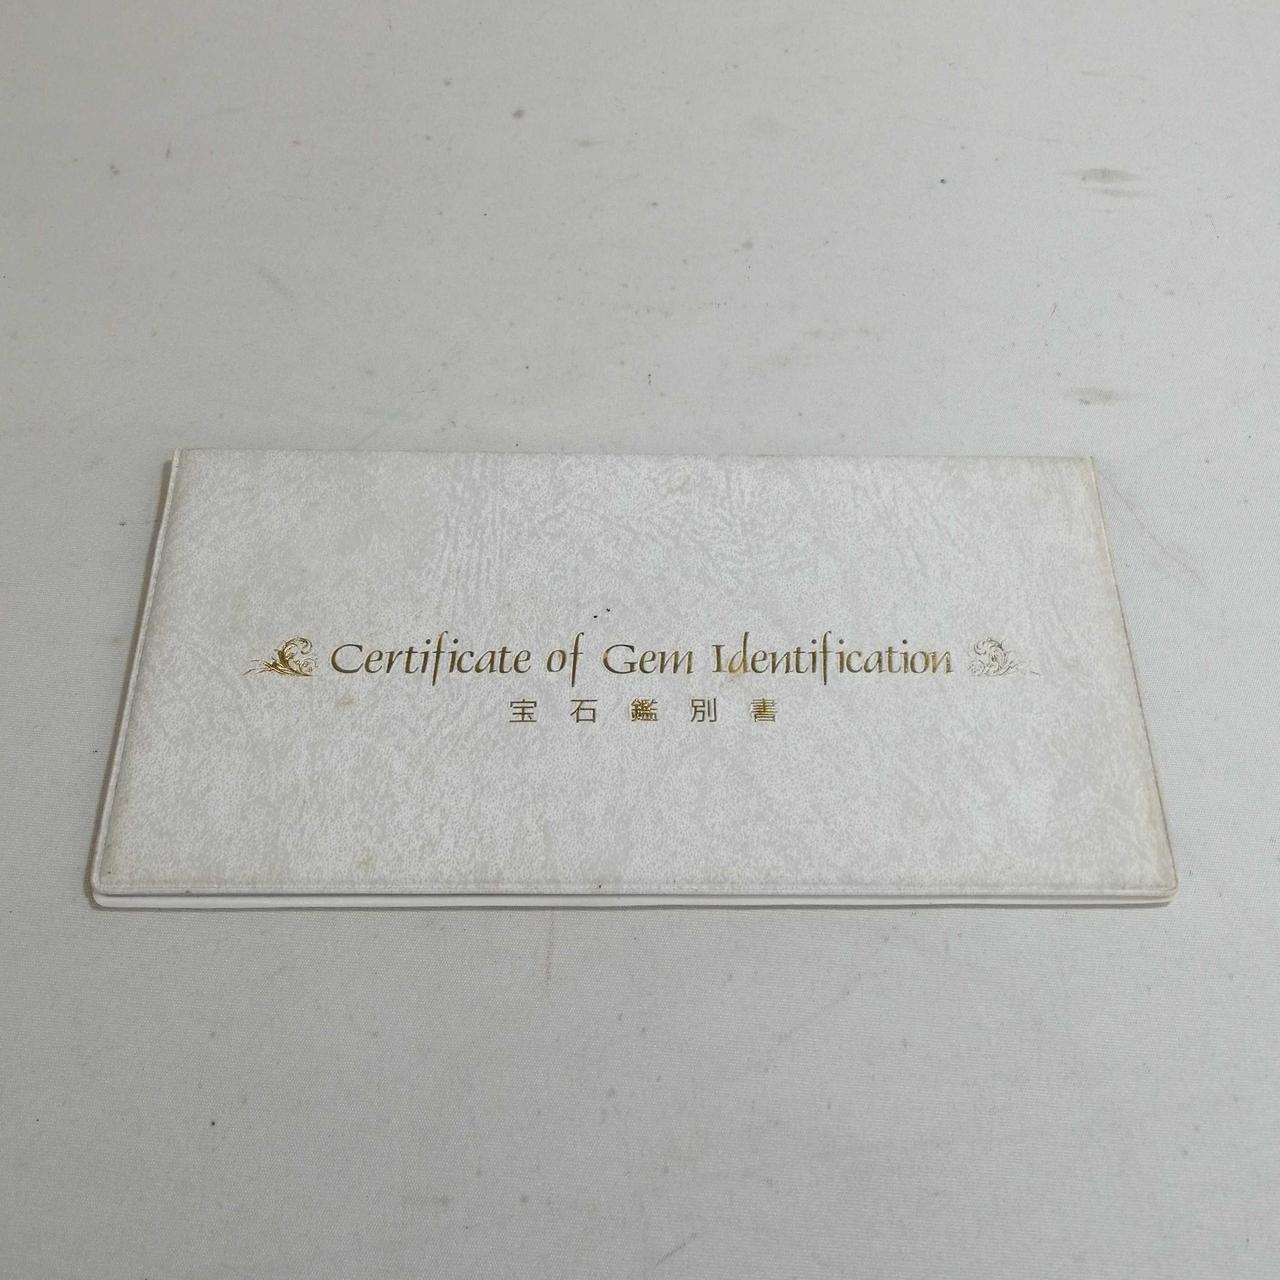 Certificate of Gem Identification
宝石鑑別書